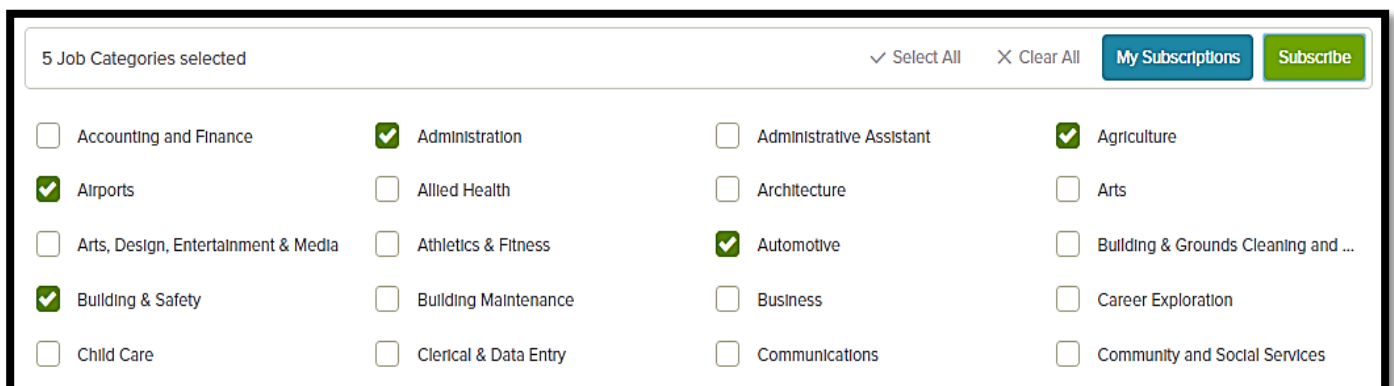 5 Job Categories selected Select All Clear All My Subscriptions Subscribe
Accounting and Finance Administration Administrative Assistant Agriculture
Airports Allied Health Architecture Arts
Arts, Design, Entertainment & Media Athletics & Fitness Automotive Building & Grounds Cleaning and ...
Building & Safety Building Maintenance Business Career Exploration
Child Care Clerical & Data Entry Communications Community and Social Services